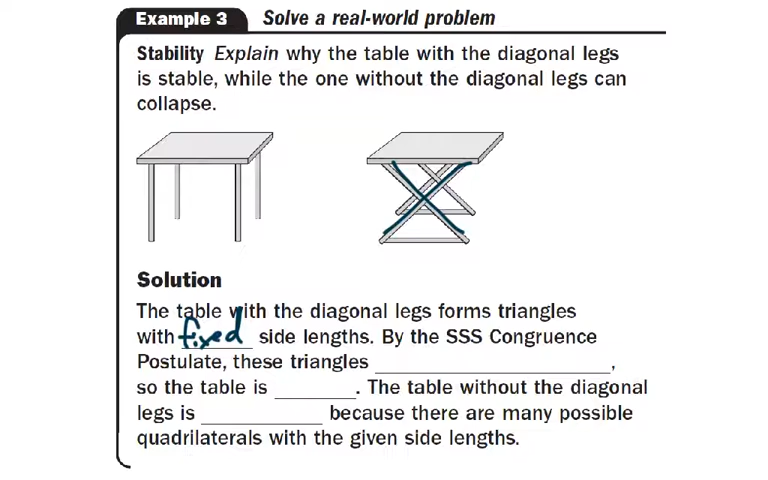 Example 3 Solve a real-world problem
Stability Explain why the table with the diagonal legs
is stable, while the one without the diagonal legs can
collapse.
Solution
The table with the diagonal legs forms triangles
with fixed side lengths. By the SSS Congruence
Postulate, these triangles ____________________,
so the table is _______. The table without the diagonal
legs is __________ because there are many possible
quadrilaterals with the given side lengths.